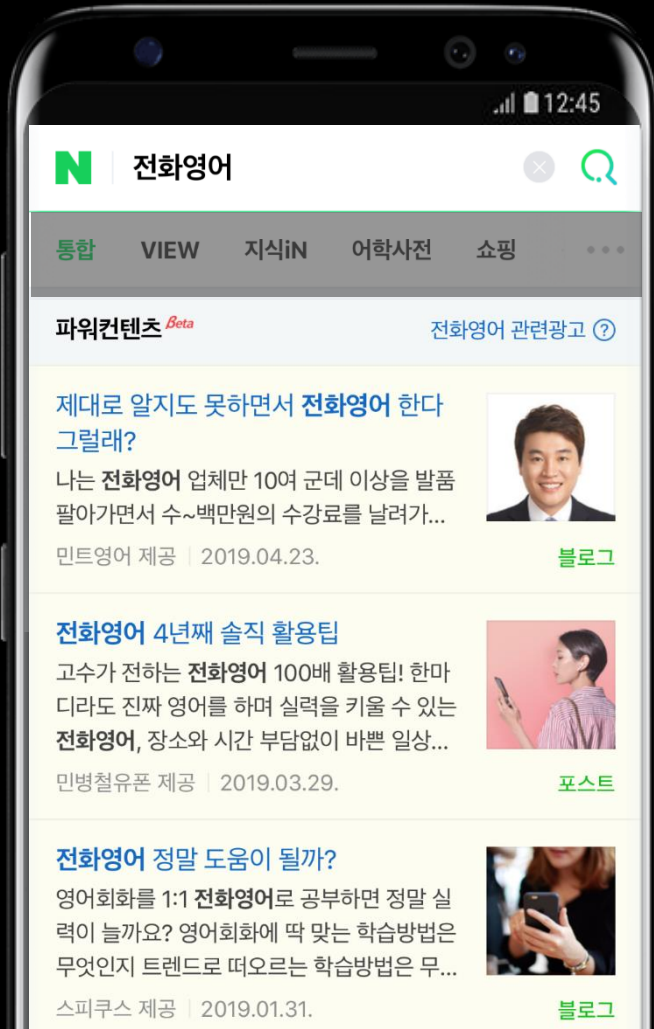 12:45
N 전화영어
통합 VIEW 지식iN 어학사전 쇼핑
파워컨텐츠 Beta 전화영어 관련광고 ?
제대로 알지도 못하면서 전화영어 한다
그럴래?
나는 전화영어 업체만 10여 군데 이상을 발품
팔아가면서 수~백만원의 수강료를 날려가...
민트영어 제공 2019.04.23. 블로그
전화영어 4년째 솔직 활용팁
고수가 전하는 전화영어 100배 활용팁! 한마
디라도 진짜 영어를 하며 실력을 키울 수 있는
전화영어, 장소와 시간 부담없이 바쁜 일상...
민병철유폰 제공 2019.03.29. 포스트
전화영어 정말 도움이 될까?
영어회화를 1:1 전화영어로 공부하면 정말 실
력이 늘까요? 영어회화에 딱 맞는 학습방법은
무엇인지 트렌드로 떠오르는 학습방법은 무...
스피쿠스 제공 2019.01.31. 블로그